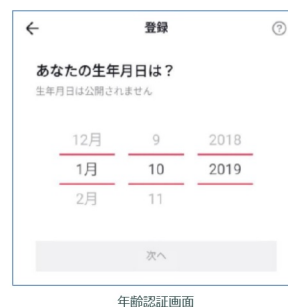 登録
あなたの生年月日は？
生年月日は公開されません
12月 9 2018
1月 10 2019
2月 11
次へ
年齢認証画面